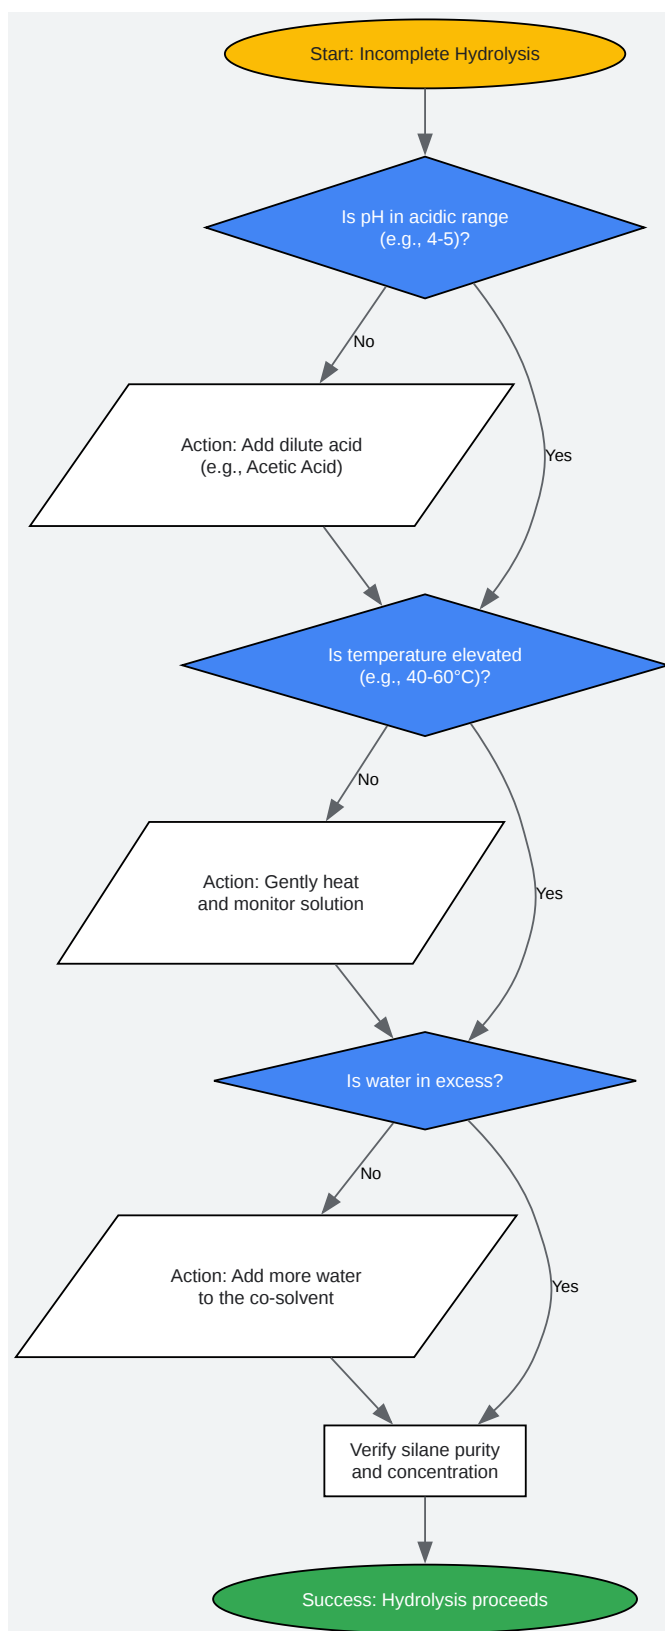 Start: Incomplete Hydrolysis
Is pH in acidic range
(e.g., 4-5)?
No
Action: Add dilute acid
(e.g., Acetic Acid)
Yes
Is temperature elevated
(e.g., 40-60°C)?
No
Action: Gently heat
and monitor solution
Yes
Is water in excess?
No
Action: Add more water
to the co-solvent
Yes
Verify silane purity
and concentration
Success: Hydrolysis proceeds